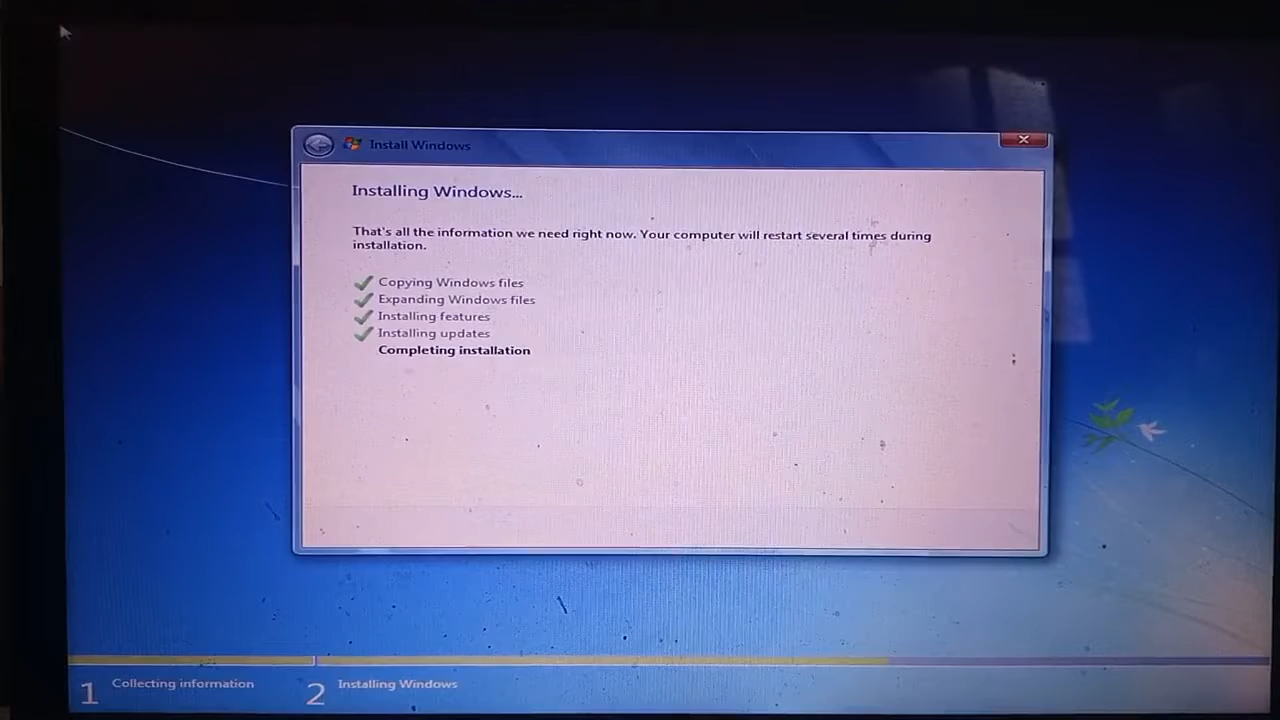 Install Windows
Installing Windows...
That's all the information we need right now. Your computer will restart several times during
installation.
Copying Windows files
Expanding Windows files
Installing features
Installing updates
Completing installation
1 Collecting information
2 Installing Windows